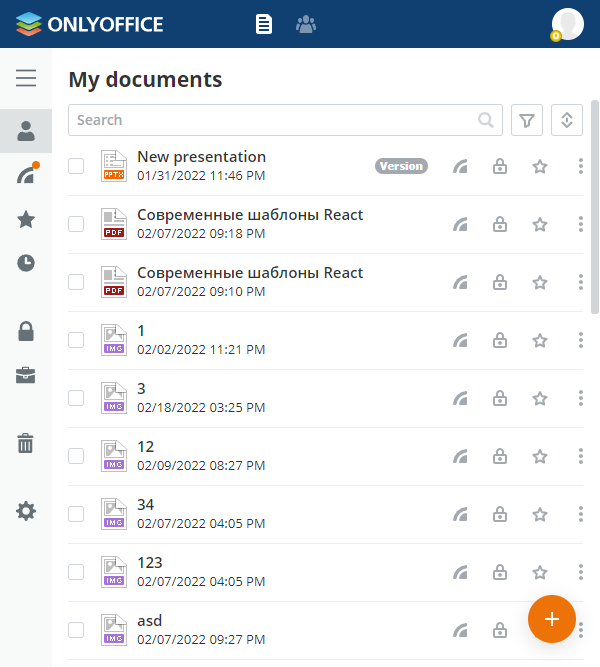 ONLYOFFICE
0
My documents
Search
New presentation
Version
PPTX
01/31/2022 11:46 PM
Современные шаблоны React
PDF
02/07/2022 09:18 PM
Современные шаблоны React
PDF
02/07/2022 09:10 PM
1
IMG
02/02/2022 11:21 PM
3
IMG
02/18/2022 03:25 PM
12
IMG
02/09/2022 08:27 PM
34
IMG
02/07/2022 04:05 PM
123
IMG
02/07/2022 04:05 PM
asd
IMG
02/07/2022 09:27 PM